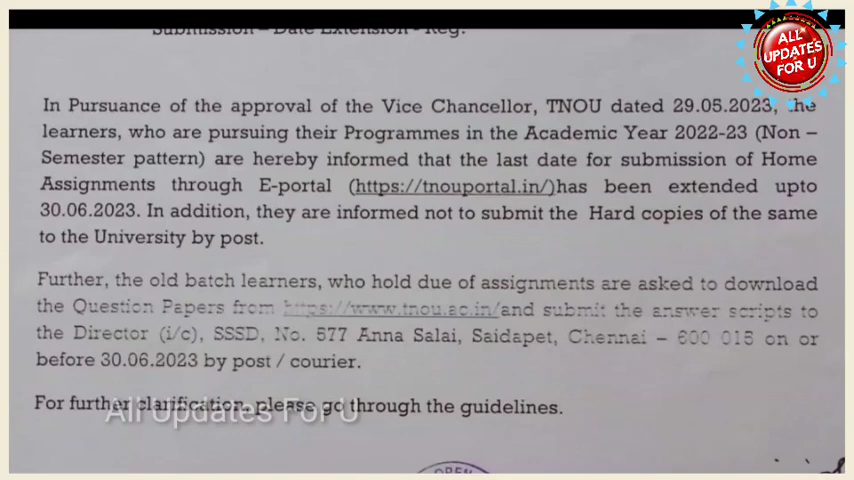 Submission – Date Extension - Reg.
ALL
UPDATES
FOR U
In Pursuance of the approval of the Vice Chancellor, TNOU dated 29.05.2023, the
learners, who are pursuing their Programmes in the Academic Year 2022-23 (Non –
Semester pattern) are hereby informed that the last date for submission of Home
Assignments through E-portal (https://tnouportal.in/)has been extended upto
30.06.2023. In addition, they are informed not to submit the Hard copies of the same
to the University by post.
Further, the old batch learners, who hold due of assignments are asked to download
the Question Papers from https://www.tnou.ac.in/and submit the answer scripts to
the Director (i/c), SSSD, No. 577 Anna Salai, Saidapet, Chennai – 600 015 on or
before 30.06.2023 by post / courier.
For further clarification, please go through the guidelines.
All Updates For U
OPEN